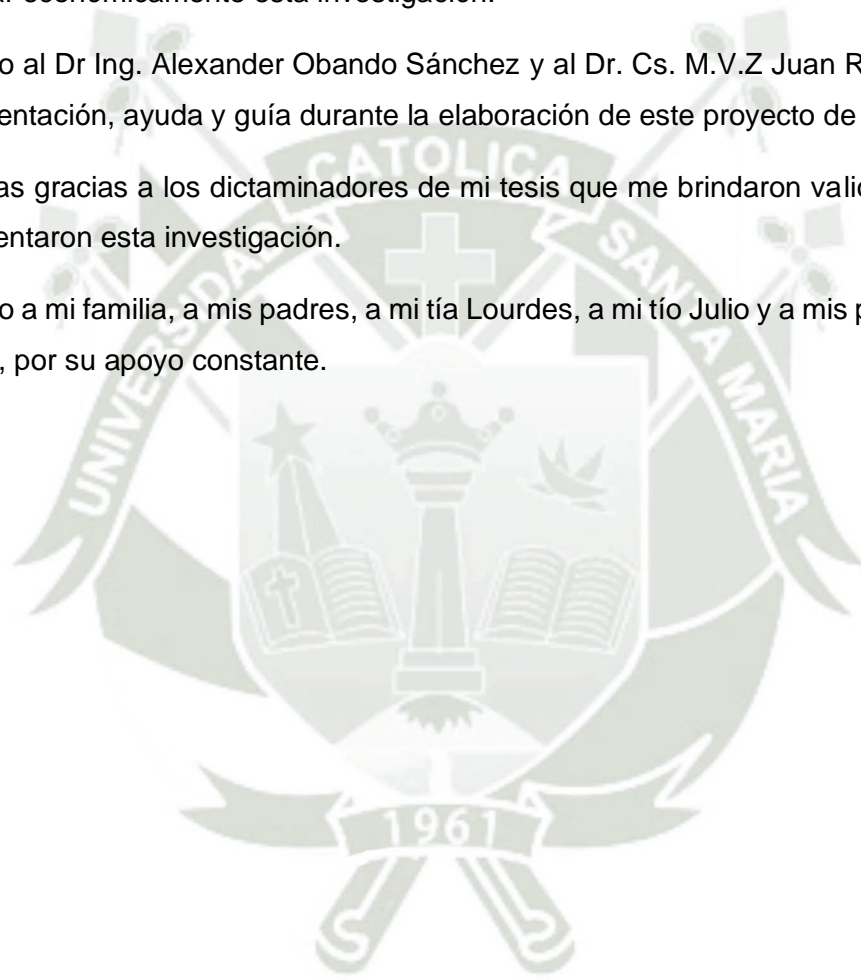 económicamente esta investigación.
o al Dr Ing. Alexander Obando Sánchez y al Dr. Cs. M.V.Z Juan R
entación, ayuda y guía durante la elaboración de este proyecto de
as gracias a los dictaminadores de mi tesis que me brindaron
entaron esta investigación.
o a mi familia, a mis padres, a mi tía Lourdes, a mi tío Julio y a mis p
, por su apoyo constante.
UNIVERSIDAD CATOLICA SANTA MARIA
1961